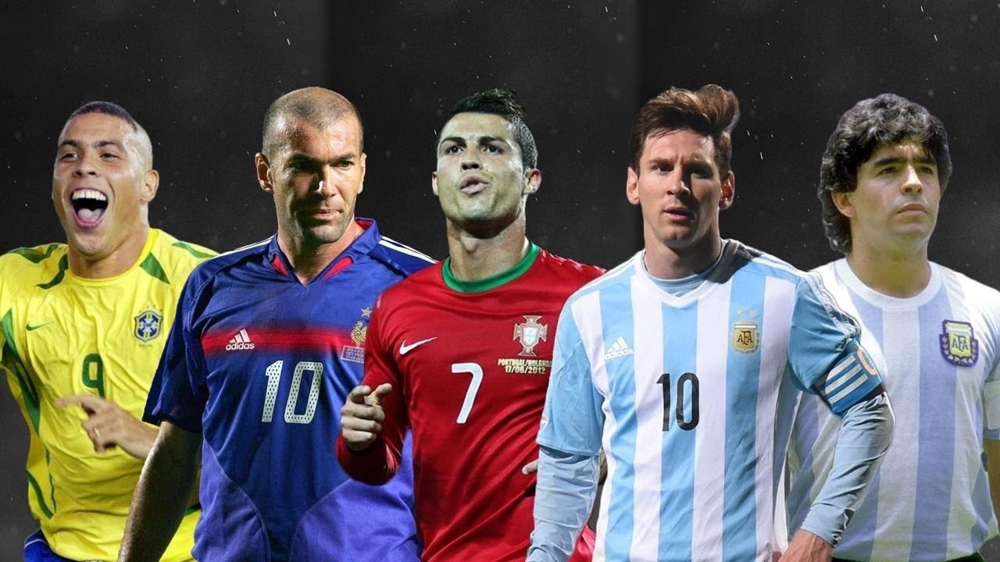 9
adidas
10
7
PORTUGAL/HOLANDA
17/06/2012
adidas
10
AFA
AFA